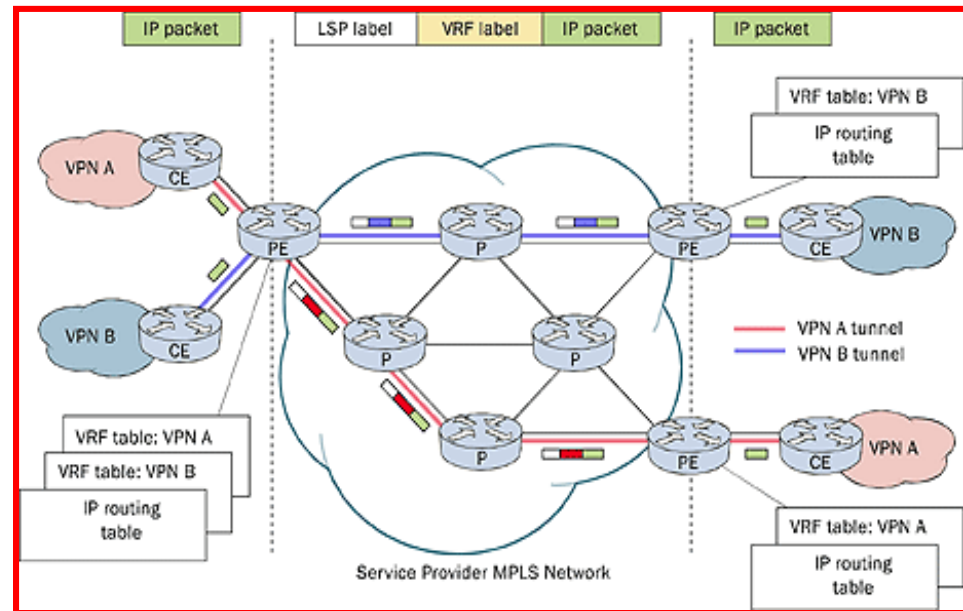 IP packet
LSP label
VRF label
IP packet
IP packet
VRF table: VPN B
IP routing
table
VPN A
CE
PE
P
PE
CE
VPN B
VPN B
CE
P
P
VPN A tunnel
VPN B tunnel
P
PE
CE
VPN A
VRF table: VPN A
VRF table: VPN B
IP routing
table
VRF table: VPN A
IP routing
table
Service Provider MPLS Network